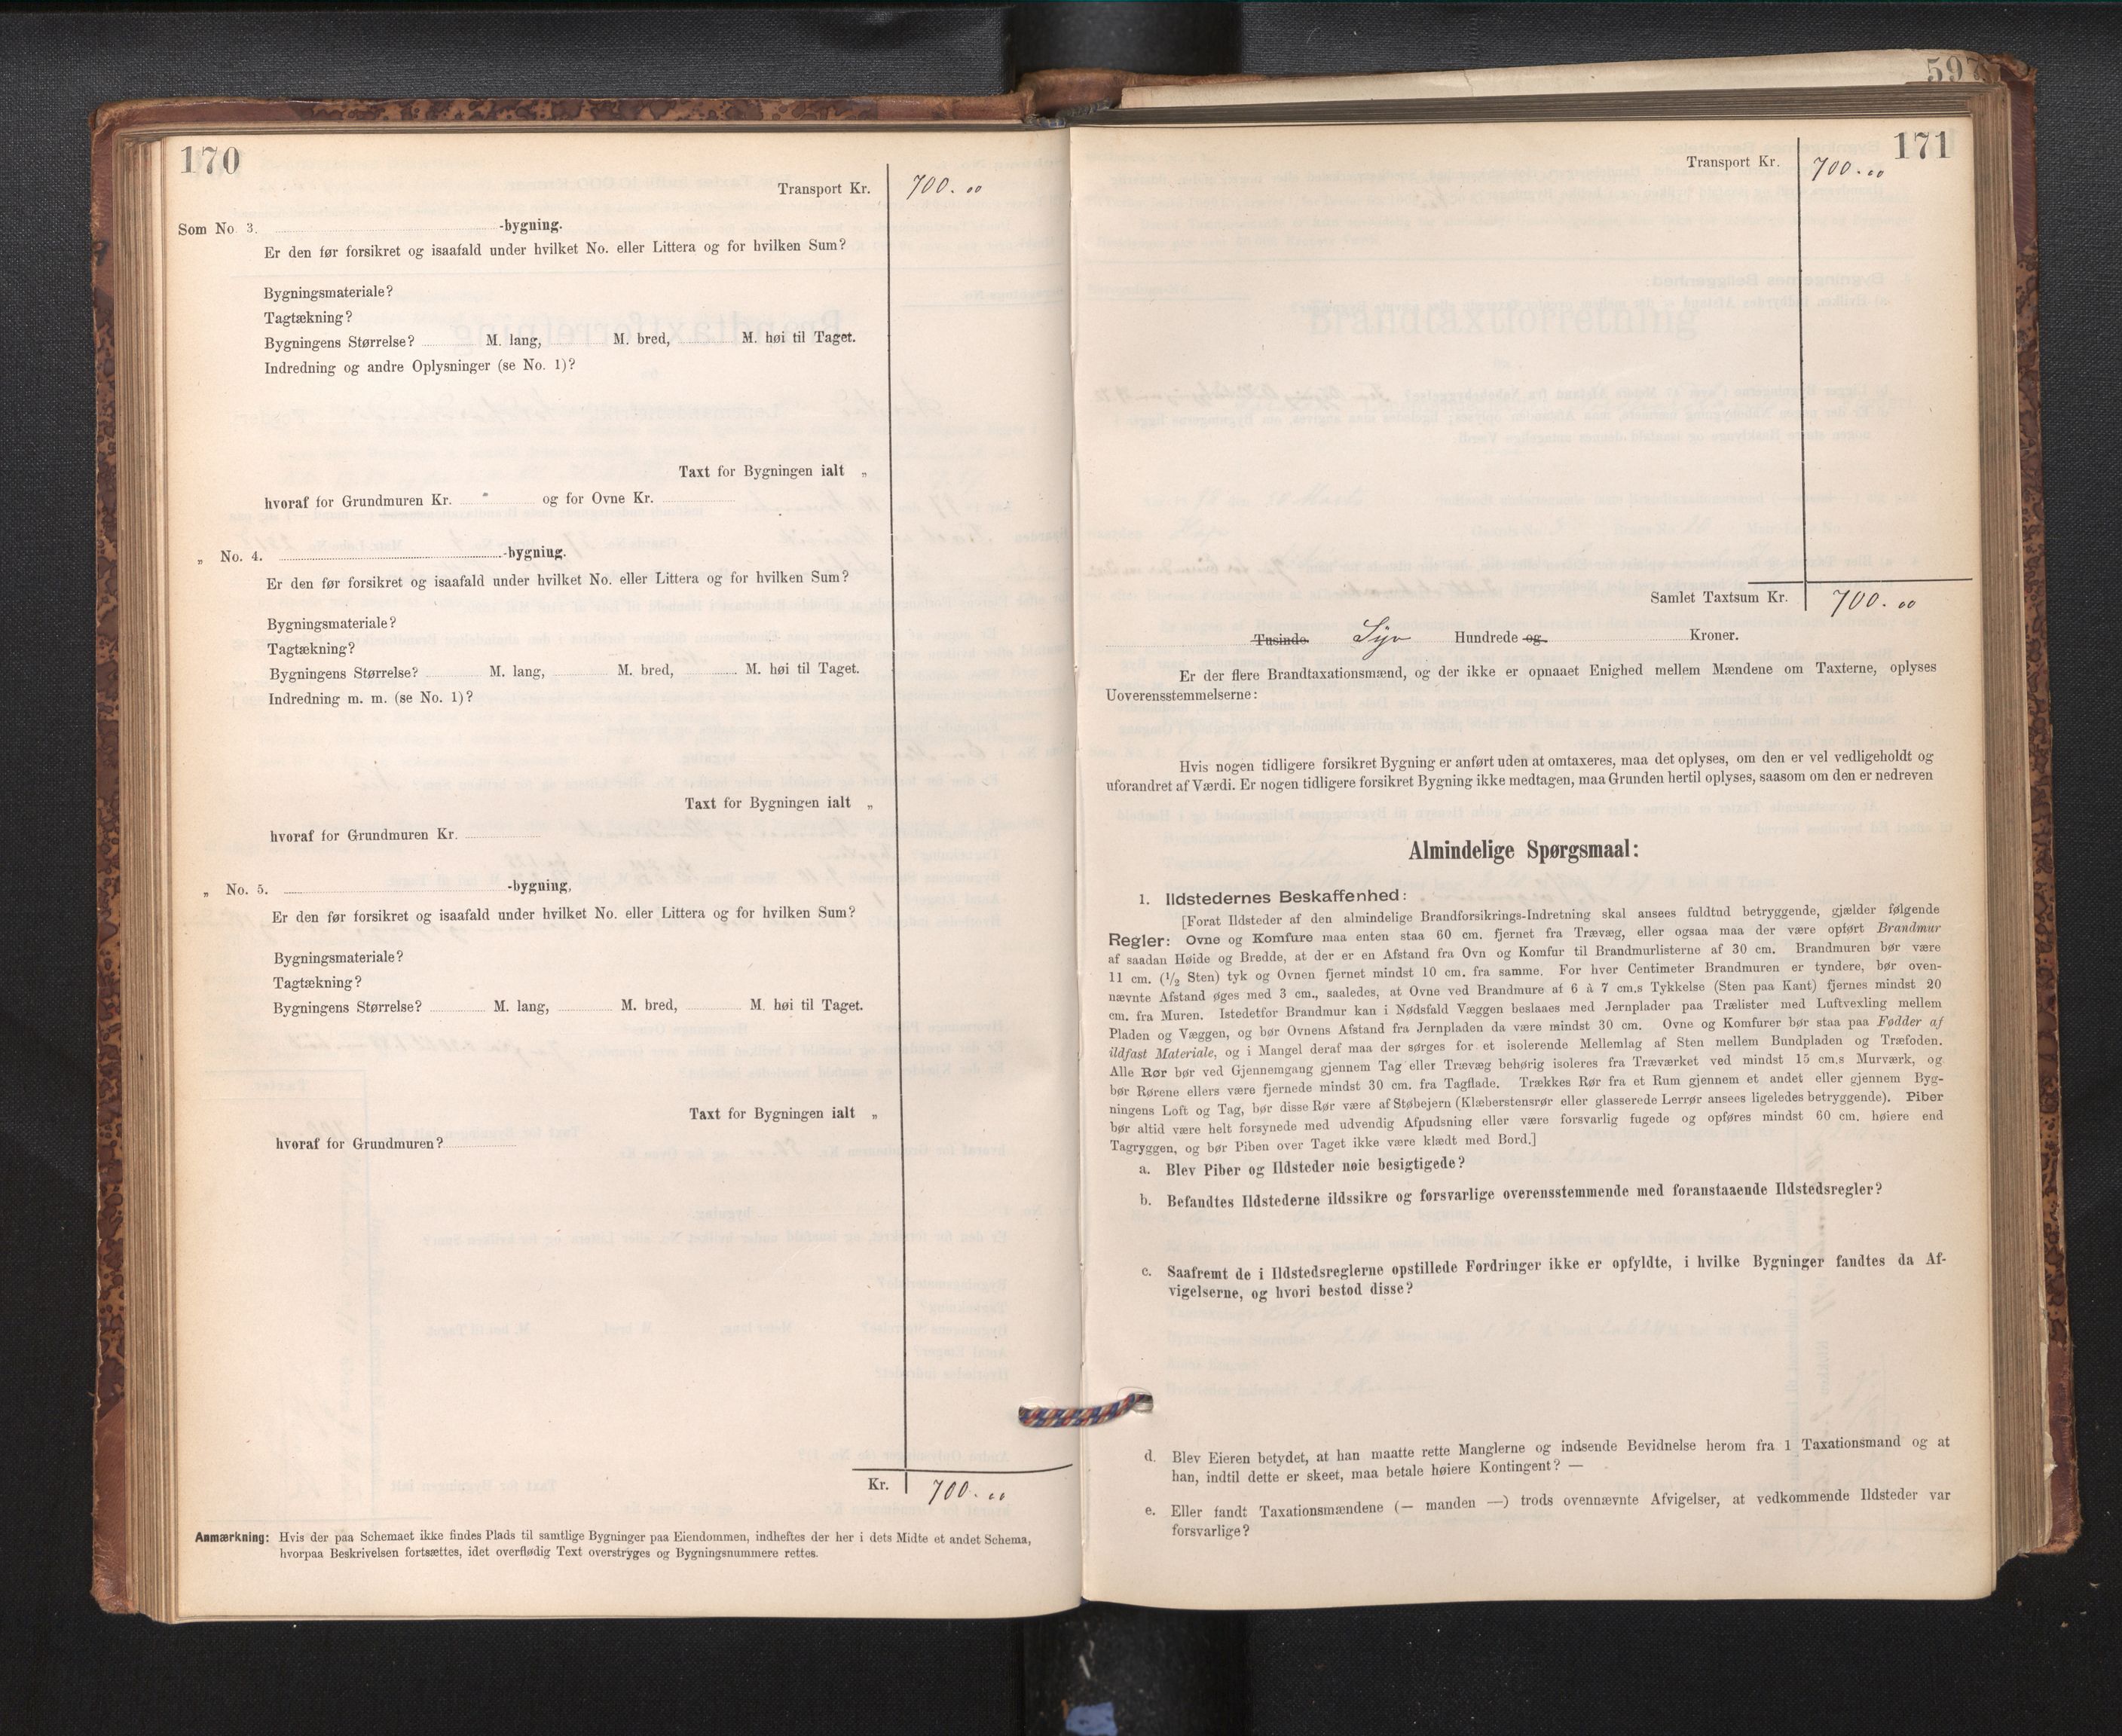 170
Transport Kr. 700.00
Som No. 3. -bygning.
Er den før forsikret og isaafald under hvilket No. eller Littera og for hvilken Sum?
Bygningsmateriale?
Tagtækning?
Bygningens Størrelse? M. lang, M. bred, M. høi til Taget.
Indredning og andre Oplysninger (se No. 1)?
Taxt for Bygningen ialt „
hvoraf for Grundmuren Kr. " og for Ovne Kr.
„ No. 4. -bygning.
Er den før forsikret og isaafald under hvilket No. eller Littera og for hvilken Sum?
Bygningsmateriale?
Tagtækning?
Bygningens Størrelse? M. lang, M. bred, M. høi til Taget.
Indredning m. m. (se No. 1)?
Taxt for Bygningen ialt „
hvoraf for Grundmuren Kr.
„ No. 5. -bygning,
Er den før forsikret og isaafald under hvilket No. eller Littera og for hvilken Sum?
Bygningsmateriale?
Tagtækning?
Bygningens Størrelse? M. lang, M. bred, M. høi til Taget.
Taxt for Bygningen ialt „
hvoraf for Grundmuren?
Kr. 700.00
Anmærkning: Hvis der paa Schemaet ikke findes Plads til samtlige Bygninger paa Eiendommen, indheftes der her i dets Midte et andet Schema,
hvorpaa Beskrivelsen fortsættes, idet overflødig Text overstryges og Bygningsnummere rettes.
597
171
Transport Kr. 700.00
Samlet Taxtsum Kr. 700.00
Tusinde Syv Hundrede og Kroner.
Er der flere Brandtaxationsmænd, og der ikke er opnaaet Enighed mellem Mændene om Taxterne, oplyses
Uoverensstemmelserne:
Hvis nogen tidligere forsikret Bygning er anført uden at omtaxeres, maa det oplyses, om den er vel vedligeholdt og
uforandret af Værdi. Er nogen tidligere forsikret Bygning ikke medtagen, maa Grunden hertil oplyses, saasom om den er nedreven
Almindelige Spørgsmaal:
1. Ildstedernes Beskaffenhed:
[Forat Ildsteder af den almindelige Brandforsikrings-Indretning skal ansees fuldtud betryggende, gjælder følgende
Regler: Ovne og Komfure maa enten staa 60 cm. fjernet fra Trævæg, eller ogsaa maa der være opført Brandmur
af saadan Høide og Bredde, at der er en Afstand fra Ovn og Komfur til Brandmurlisterne af 30 cm. Brandmuren bør være
11 cm. (1/2 Sten) tyk og Ovnen fjernet mindst 10 cm. fra samme. For hver Centimeter Brandmuren er tyndere, bør oven-
nævnte Afstand øges med 3 cm., saaledes, at Ovne ved Brandmure af 6 à 7 cm.s Tykkelse (Sten paa Kant) fjernes mindst 20
cm. fra Muren. Istedetfor Brandmur kan i Nødsfald Væggen beslaaes med Jernplader paa Trælister med Luftvexling mellem
Pladen og Væggen, og bør Ovnens Afstand fra Jernpladen da være mindst 30 cm. Ovne og Komfurer bør staa paa Fødder af
ildfast Materiale, og i Mangel deraf maa der sørges for et isolerende Mellemlag af Sten mellem Bundpladen og Træfoden.
Alle Rør bør ved Gjennemgang gjennem Tag eller Trævæg behørig isoleres fra Træværket ved mindst 15 cm.s Murværk, og
bør Rørene ellers være fjernede mindst 30 cm. fra Tagflade. Trækkes Rør fra et Rum gjennem et andet eller gjennem Byg-
ningens Loft og Tag, bør disse Rør være af Støbejern (Klæberstensrør eller glasserede Lerrør ansees ligeledes betryggende). Piber
bør altid være helt forsynede med udvendig Afpudsning eller være forsvarlig fugede og opføres mindst 60 cm. høiere end
Tagryggen, og bør Piben over Taget ikke være klædt med Bord.]
a. Blev Piber og Ildsteder nøie besigtigede?
b. Befandtes Ildstederne ildssikre og forsvarlige overensstemmende med foranstaaende Ildstedsregler?
c. Saafremt de i Ildstedsreglerne opstillede Fordringer ikke er opfyldte, i hvilke Bygninger fandtes da Af-
vigelserne, og hvori bestod disse?
d. Blev Eieren betydet, at han maatte rette Manglerne og indsende Bevidnelse herom fra 1 Taxationsmand og at
han, indtil dette er skeet, maa betale høiere Kontingent? —
e. Eller fandt Taxationsmændene (— manden —) trods ovennævnte Afvigelser, at vedkommende Ildsteder var
forsvarlige?